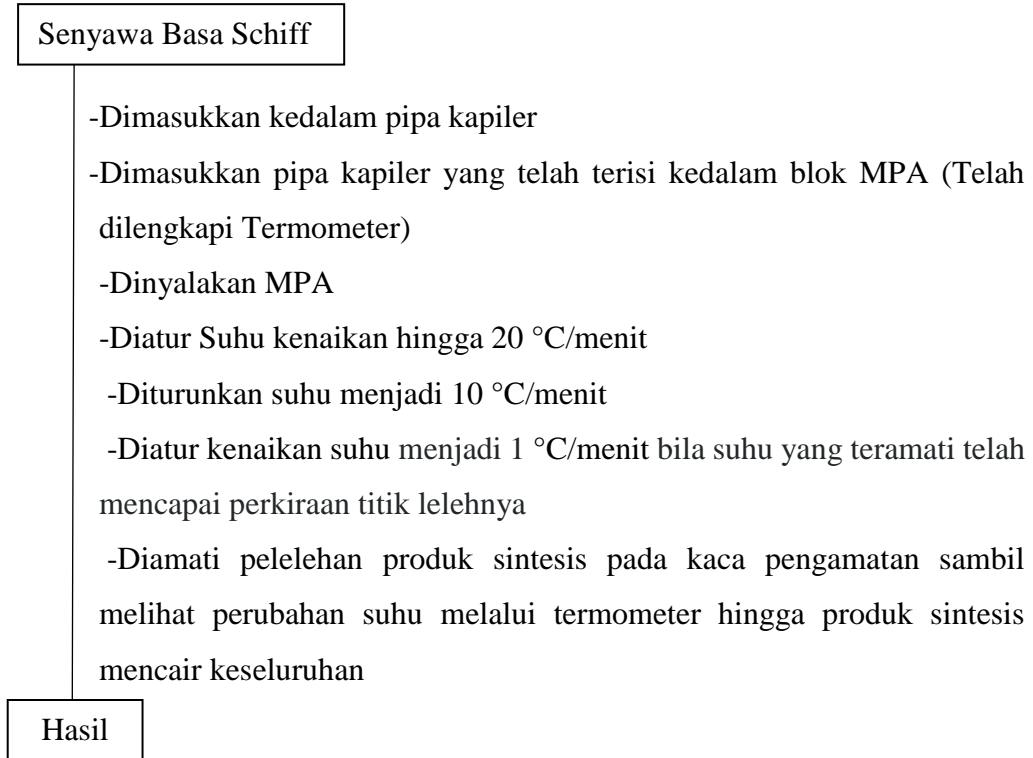 Senyawa Basa Schiff
-Dimasukkan kedalam pipa kapiler
-Dimasukkan pipa kapiler yang telah terisi kedalam blok MPA (Telah
dilengkapi Termometer)
-Dinyalakan MPA
-Diatur Suhu kenaikan hingga 20 °C/menit
-Diturunkan suhu menjadi 10 °C/menit
-Diatur kenaikan suhu menjadi 1 °C/menit bila suhu yang teramati telah
mencapai perkiraan titik lelehnya
-Diamati pelelehan produk sintesis pada kaca pengamatan sambil
melihat perubahan suhu melalui termometer hingga produk sintesis
mencair keseluruhan
Hasil